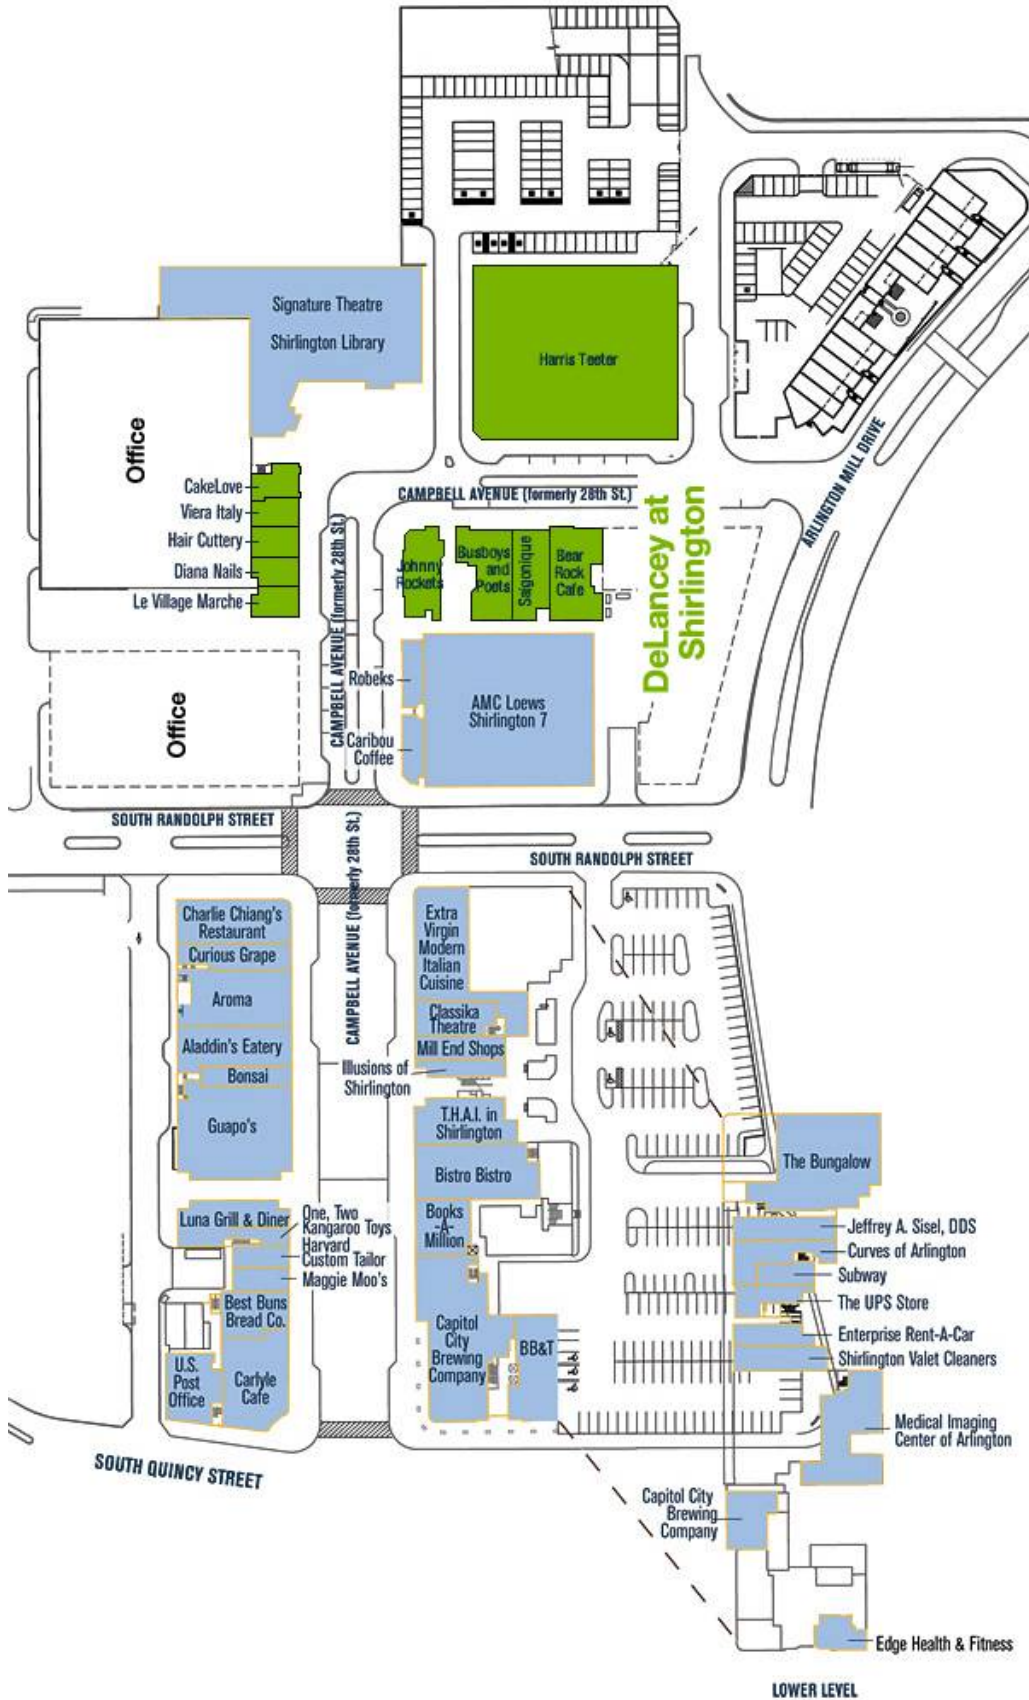 Signature Theatre
Shirlington Library
Harris Teeter
Office
ARLINGTON MILL DRIVE
CakeLove
Viera Italy
Hair Cuttery
Diana Nails
Le Village Marche
CAMPBELL AVENUE (formerly 28th St.)
CAMPBELL AVENUE (formerly 28th St.)
DeLancey at
Shirlington
Johnny
Rockets
Busboys
and
Poets
Saigonique
Bear
Rock
Cafe
Office
Robeks
Caribou
Coffee
AMC Loews
Shirlington 7
SOUTH RANDOLPH STREET
SOUTH RANDOLPH STREET
CAMPBELL AVENUE (formerly 28th St.)
Charlie Chiang's
Restaurant
Curious Grape
Aroma
Aladdin's Eatery
Bonsai
Guapo's
Extra
Virgin
Modern
Italian
Cuisine
Classika
Theatre
Mill End Shops
Illusions of
Shirlington
T.H.A.I. in
Shirlington
Bistro Bistro
Books
-A-
Million
The Bungalow
Luna Grill & Diner
One, Two
Kangaroo Toys
Harvard
Custom Tailor
Maggie Moo's
Best Buns
Bread Co.
U.S.
Post
Office
Carlyle
Cafe
Capitol
City
Brewing
Company
BB&T
Jeffrey A. Sisel, DDS
Curves of Arlington
Subway
The UPS Store
Enterprise Rent-A-Car
Shirlington Valet Cleaners
Medical Imaging
Center of Arlington
SOUTH QUINCY STREET
Capitol City
Brewing
Company
Edge Health & Fitness
LOWER LEVEL